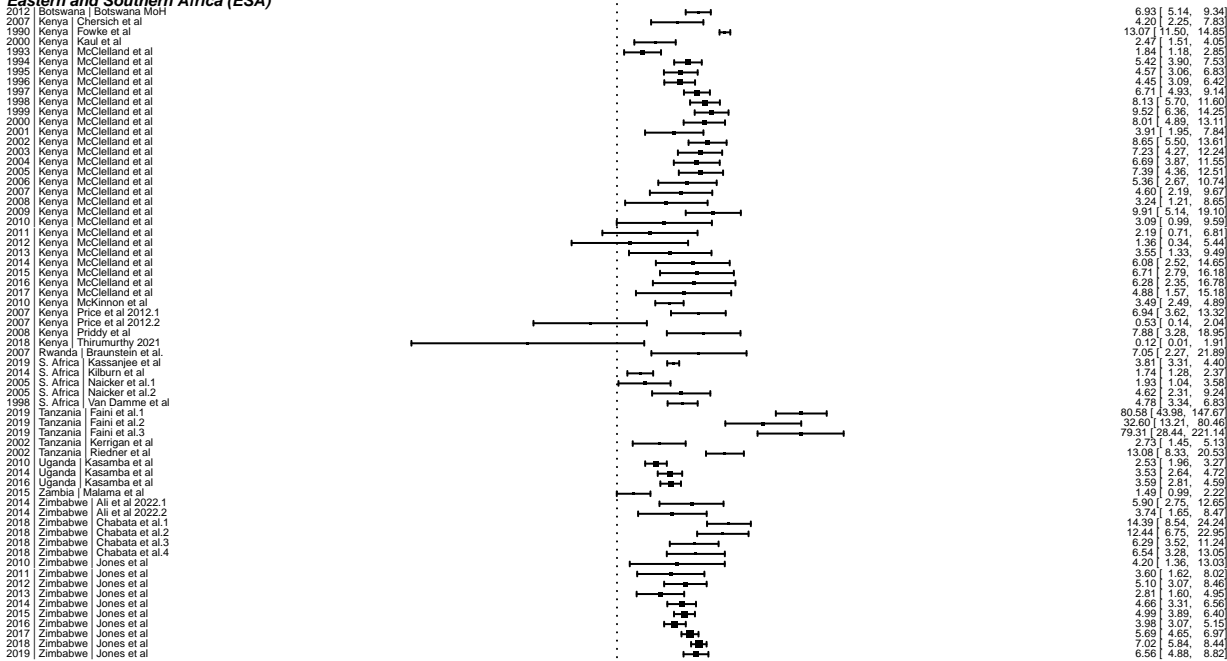 Eastern and Southern Africa (ESA)
2012 | Botswana | Botswana MoH 6.93 [ 5.14, 9.34]
2007 | Kenya | Chersich et al 4.20 [ 2.25, 7.83]
1990 | Kenya | Fowke et al 13.07 [ 11.50, 14.85]
2000 | Kenya | Kaul et al 2.47 [ 1.51, 4.05]
1993 | Kenya | McClelland et al 1.84 [ 1.18, 2.85]
1994 | Kenya | McClelland et al 5.42 [ 3.90, 7.53]
1995 | Kenya | McClelland et al 4.57 [ 3.06, 6.83]
1996 | Kenya | McClelland et al 4.45 [ 3.09, 6.42]
1997 | Kenya | McClelland et al 6.71 [ 4.93, 9.14]
1998 | Kenya | McClelland et al 8.13 [ 5.70, 11.60]
1999 | Kenya | McClelland et al 9.52 [ 6.36, 14.25]
2000 | Kenya | McClelland et al 8.01 [ 4.89, 13.11]
2001 | Kenya | McClelland et al 3.91 [ 1.95, 7.84]
2002 | Kenya | McClelland et al 8.65 [ 5.50, 13.61]
2003 | Kenya | McClelland et al 7.23 [ 4.27, 12.24]
2004 | Kenya | McClelland et al 6.69 [ 3.87, 11.55]
2005 | Kenya | McClelland et al 7.39 [ 4.36, 12.51]
2006 | Kenya | McClelland et al 5.36 [ 2.67, 10.74]
2007 | Kenya | McClelland et al 4.60 [ 2.19, 9.67]
2008 | Kenya | McClelland et al 3.24 [ 1.21, 8.65]
2009 | Kenya | McClelland et al 9.91 [ 5.14, 19.10]
2010 | Kenya | McClelland et al 3.09 [ 0.99, 9.59]
2011 | Kenya | McClelland et al 2.19 [ 0.71, 6.81]
2012 | Kenya | McClelland et al 1.36 [ 0.34, 5.44]
2013 | Kenya | McClelland et al 3.55 [ 1.33, 9.49]
2014 | Kenya | McClelland et al 6.08 [ 2.52, 14.65]
2015 | Kenya | McClelland et al 6.71 [ 2.79, 16.18]
2016 | Kenya | McClelland et al 6.28 [ 2.35, 16.78]
2017 | Kenya | McClelland et al 4.88 [ 1.57, 15.18]
2010 | Kenya | McKinnon et al 3.49 [ 2.49, 4.89]
2007 | Kenya | Price et al 2012.1 6.94 [ 3.62, 13.32]
2007 | Kenya | Price et al 2012.2 0.53 [ 0.14, 2.04]
2008 | Kenya | Priddy et al 7.88 [ 3.28, 18.95]
2018 | Kenya | Thirumurthy 2021 0.12 [ 0.01, 1.91]
2007 | Rwanda | Braunstein et al. 7.05 [ 2.27, 21.89]
2019 | S. Africa | Kassanjee et al 3.81 [ 3.31, 4.40]
2014 | S. Africa | Kilburn et al 1.74 [ 1.28, 2.37]
2005 | S. Africa | Naicker et al.1 1.93 [ 1.04, 3.58]
2005 | S. Africa | Naicker et al.2 4.62 [ 2.31, 9.24]
1998 | S. Africa | Van Damme et al 4.78 [ 3.34, 6.83]
2019 | Tanzania | Faini et al.1 80.58 [ 43.98, 147.67]
2019 | Tanzania | Faini et al.2 32.60 [ 13.21, 80.46]
2019 | Tanzania | Faini et al.3 79.31 [ 28.44, 221.14]
2002 | Tanzania | Kerrigan et al 2.73 [ 1.45, 5.13]
2002 | Tanzania | Riedner et al 13.08 [ 8.33, 20.53]
2010 | Uganda | Kasamba et al 2.53 [ 1.96, 3.27]
2014 | Uganda | Kasamba et al 3.53 [ 2.64, 4.72]
2016 | Uganda | Kasamba et al 3.59 [ 2.81, 4.59]
2015 | Zambia | Malama et al 1.49 [ 0.99, 2.22]
2014 | Zimbabwe | Ali et al 2022.1 5.90 [ 2.75, 12.65]
2014 | Zimbabwe | Ali et al 2022.2 3.74 [ 1.65, 8.47]
2018 | Zimbabwe | Chabata et al.1 14.39 [ 8.54, 24.24]
2018 | Zimbabwe | Chabata et al.2 12.44 [ 6.75, 22.95]
2018 | Zimbabwe | Chabata et al.3 6.29 [ 3.52, 11.24]
2018 | Zimbabwe | Chabata et al.4 6.54 [ 3.28, 13.05]
2010 | Zimbabwe | Jones et al 4.20 [ 1.36, 13.03]
2011 | Zimbabwe | Jones et al 3.60 [ 1.62, 8.02]
2012 | Zimbabwe | Jones et al 5.10 [ 3.07, 8.46]
2013 | Zimbabwe | Jones et al 2.81 [ 1.60, 4.95]
2014 | Zimbabwe | Jones et al 4.66 [ 3.31, 6.56]
2015 | Zimbabwe | Jones et al 4.99 [ 3.89, 6.40]
2016 | Zimbabwe | Jones et al 3.98 [ 3.07, 5.15]
2017 | Zimbabwe | Jones et al 5.69 [ 4.65, 6.97]
2018 | Zimbabwe | Jones et al 7.02 [ 5.84, 8.44]
2019 | Zimbabwe | Jones et al 6.56 [ 4.88, 8.82]